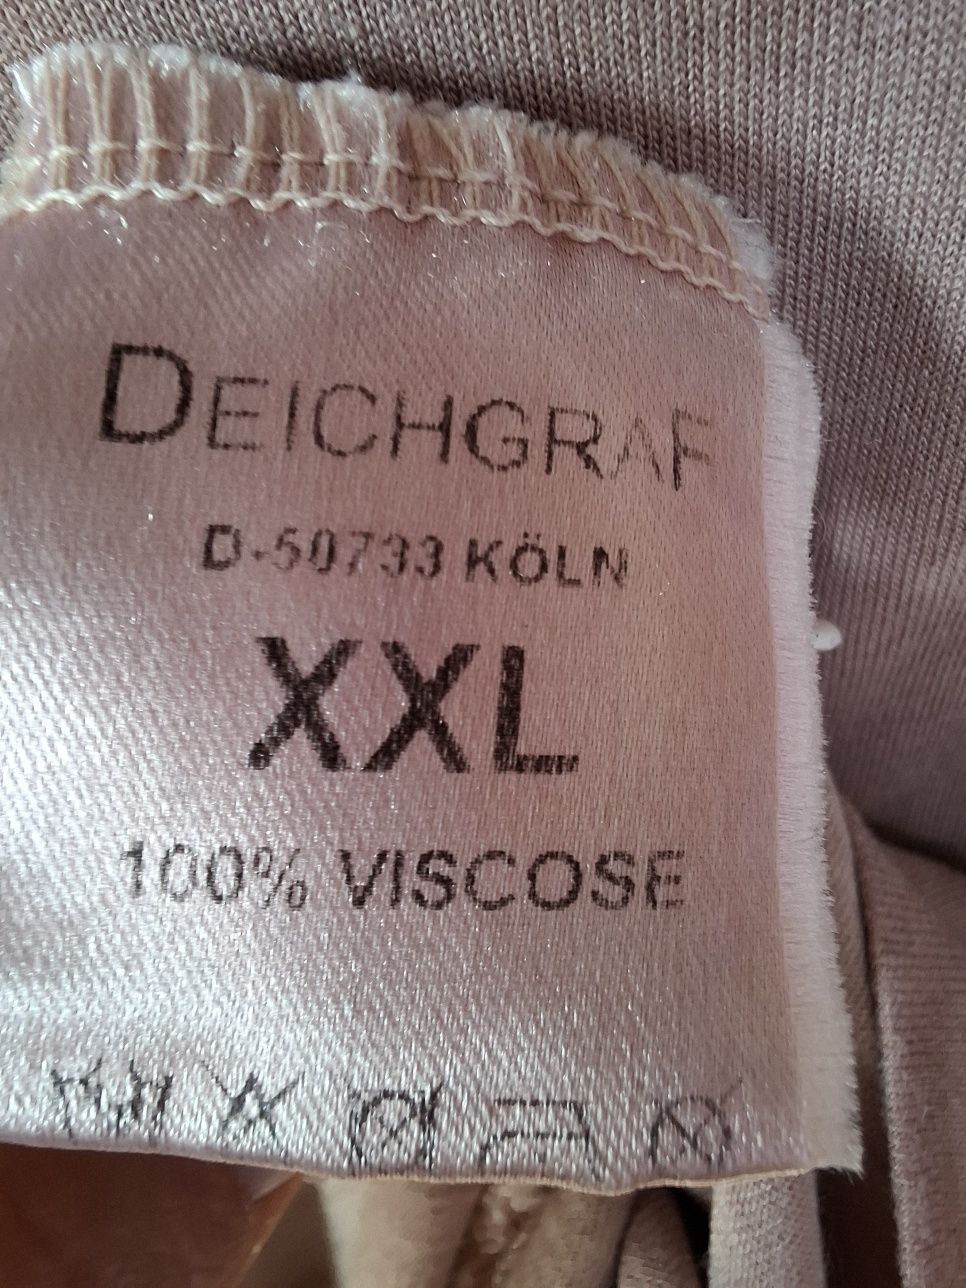 DEICHGRAF
D-50733 KÖLN
XXL
100% VISCOSE